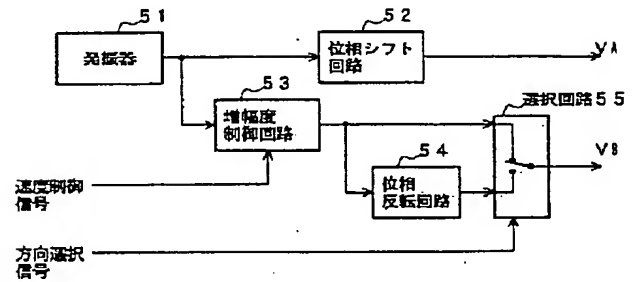 51
発振器
52
位相シフト
回路
VA
53
増幅度
制御回路
選択回路55
54
位相
反転回路
VB
速度制御
信号
方向選択
信号